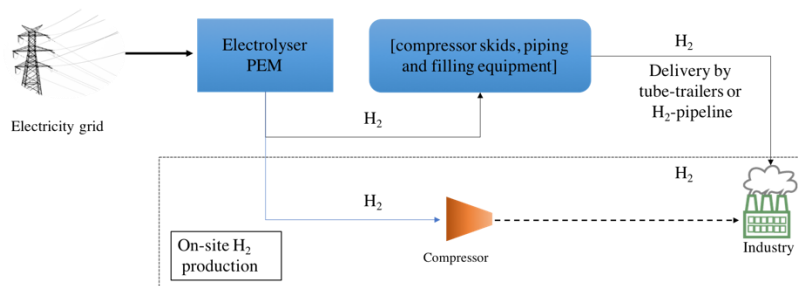 Electrolyser
PEM
[compressor skids, piping
and filling equipment]
H₂
Delivery by
tube-trailers or
H₂-pipeline
Electricity grid
H₂
H₂
H₂
On-site H₂
production
Compressor
Industry